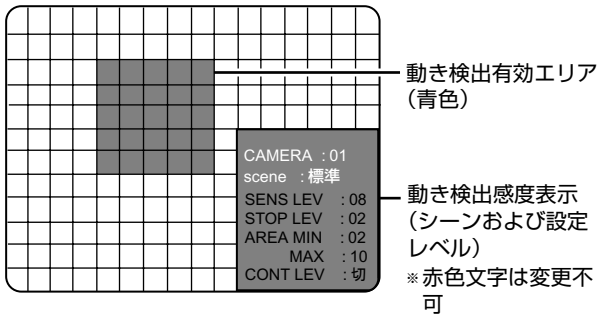 動き検出有効エリア
（青色）
CAMERA : 01
scene : 標準
SENS LEV : 08
STOP LEV : 02
AREA MIN : 02
MAX : 10
CONT LEV : 切
動き検出感度表示
（シーンおよび設定
レベル）
※赤色文字は変更不
可